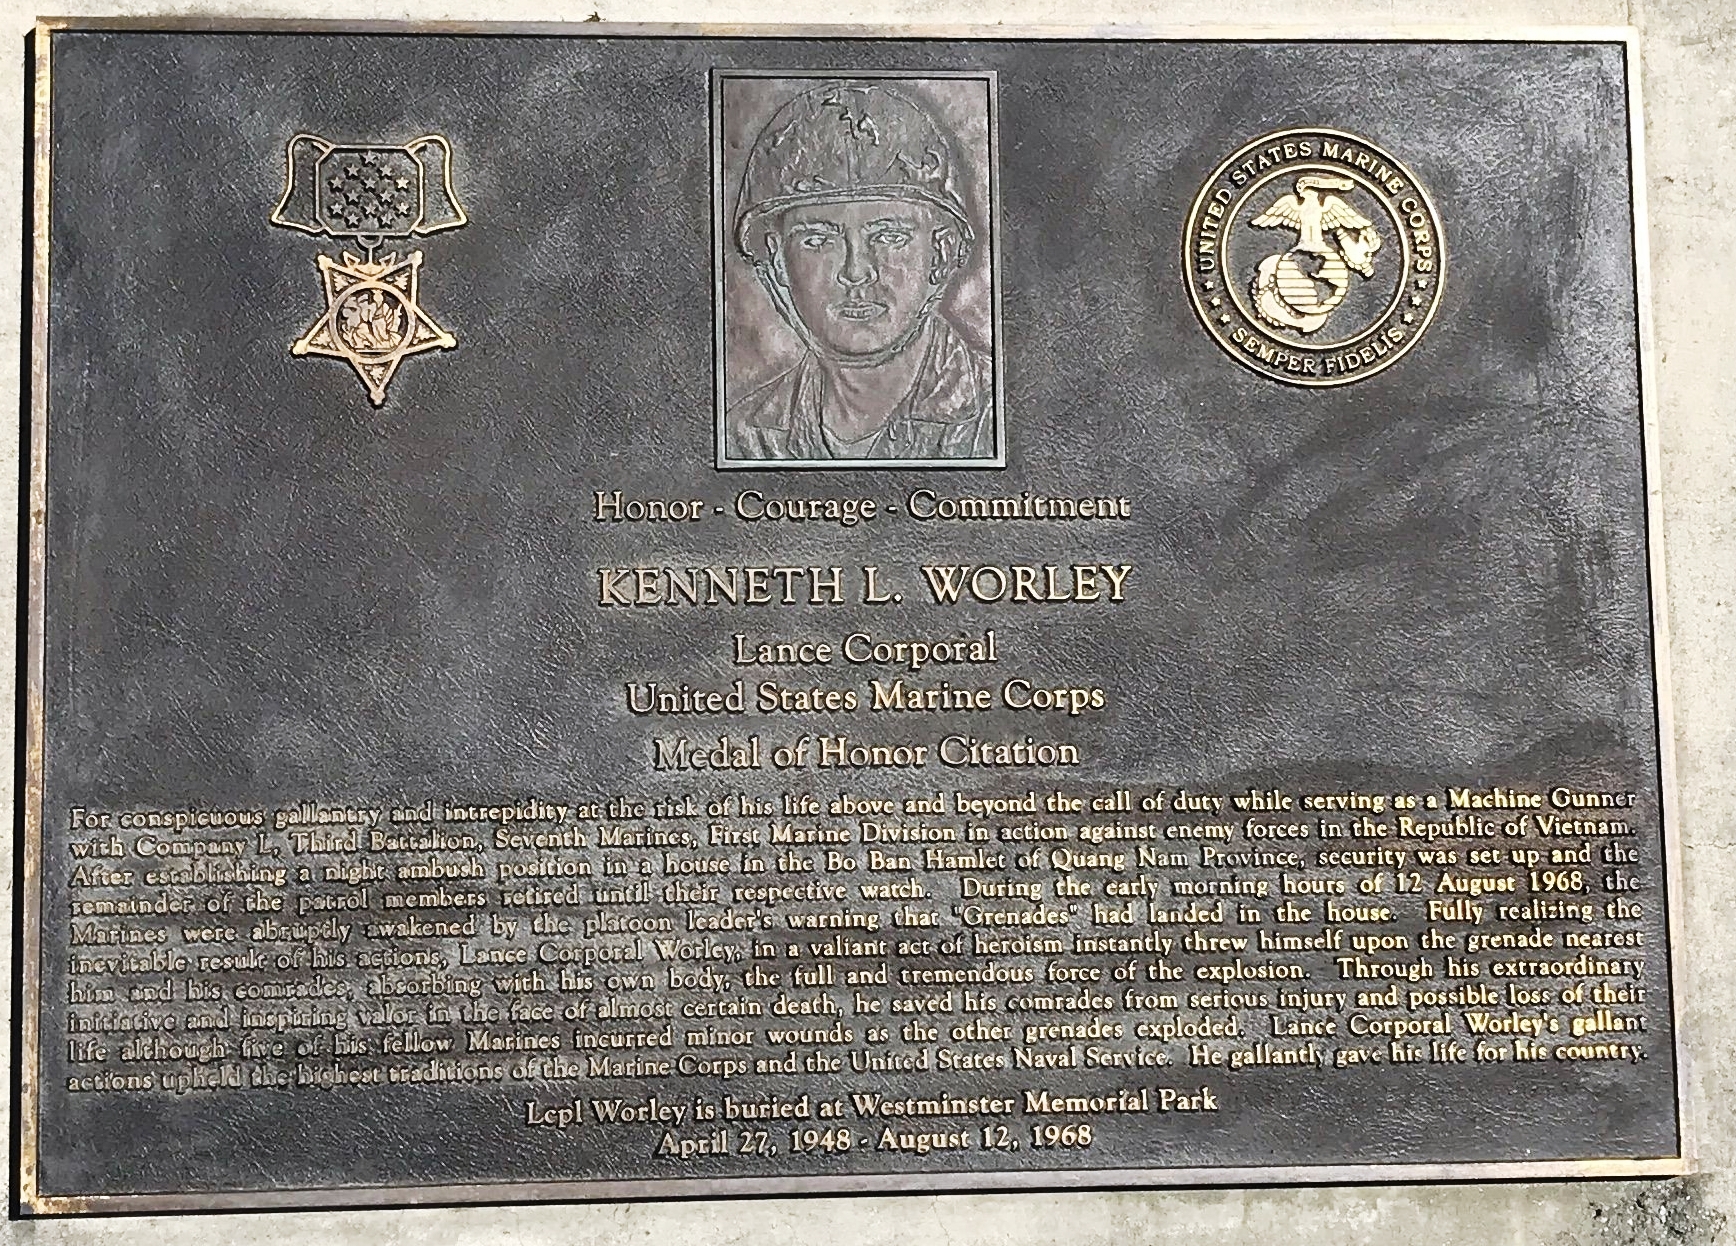 UNITED STATES MARINE CORPS
SEMPER FIDELIS
Honor - Courage - Commitment
KENNETH L. WORLEY
Lance Corporal
United States Marine Corps
Medal of Honor Citation
For conspicuous gallantry and intrepidity at the risk of his life above and beyond the call of duty while serving as a Machine Gunner
with Company L, Third Battalion, Seventh Marines, First Marine Division in action against enemy forces in the Republic of Vietnam.
After establishing a night ambush position in a house in the Bo Ban Hamlet of Quang Nam Province, security was set up and the
remainder of the patrol members retired until their respective watch. During the early morning hours of 12 August 1968, the
Marines were abruptly awakened by the platoon leader's warning that "Grenades" had landed in the house. Fully realizing the
inevitable result of his actions, Lance Corporal Worley, in a valiant act of heroism instantly threw himself upon the grenade nearest
him and his comrades, absorbing with his own body, the full and tremendous force of the explosion. Through his extraordinary
initiative and inspiring valor in the face of almost certain death, he saved his comrades from serious injury and possible loss of their
life although five of his fellow Marines incurred minor wounds as the other grenades exploded. Lance Corporal Worley's gallant
actions upheld the highest traditions of the Marine Corps and the United States Naval Service. He gallantly gave his life for his country.
Lcpl Worley is buried at Westminster Memorial Park
April 27, 1948 - August 12, 1968